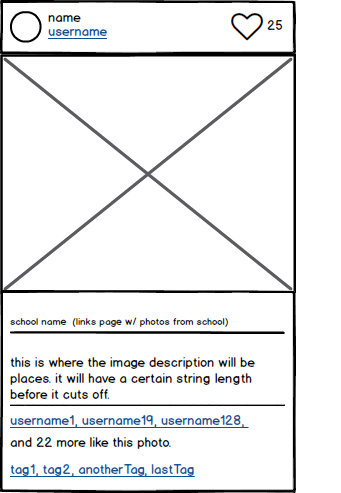 name
username
25
school name (links page w/ photos from school)
this is where the image description will be
places. it will have a certain string length
before it cuts off.
username1, username19, username128,
and 22 more like this photo.
tag1, tag2, anotherTag, lastTag